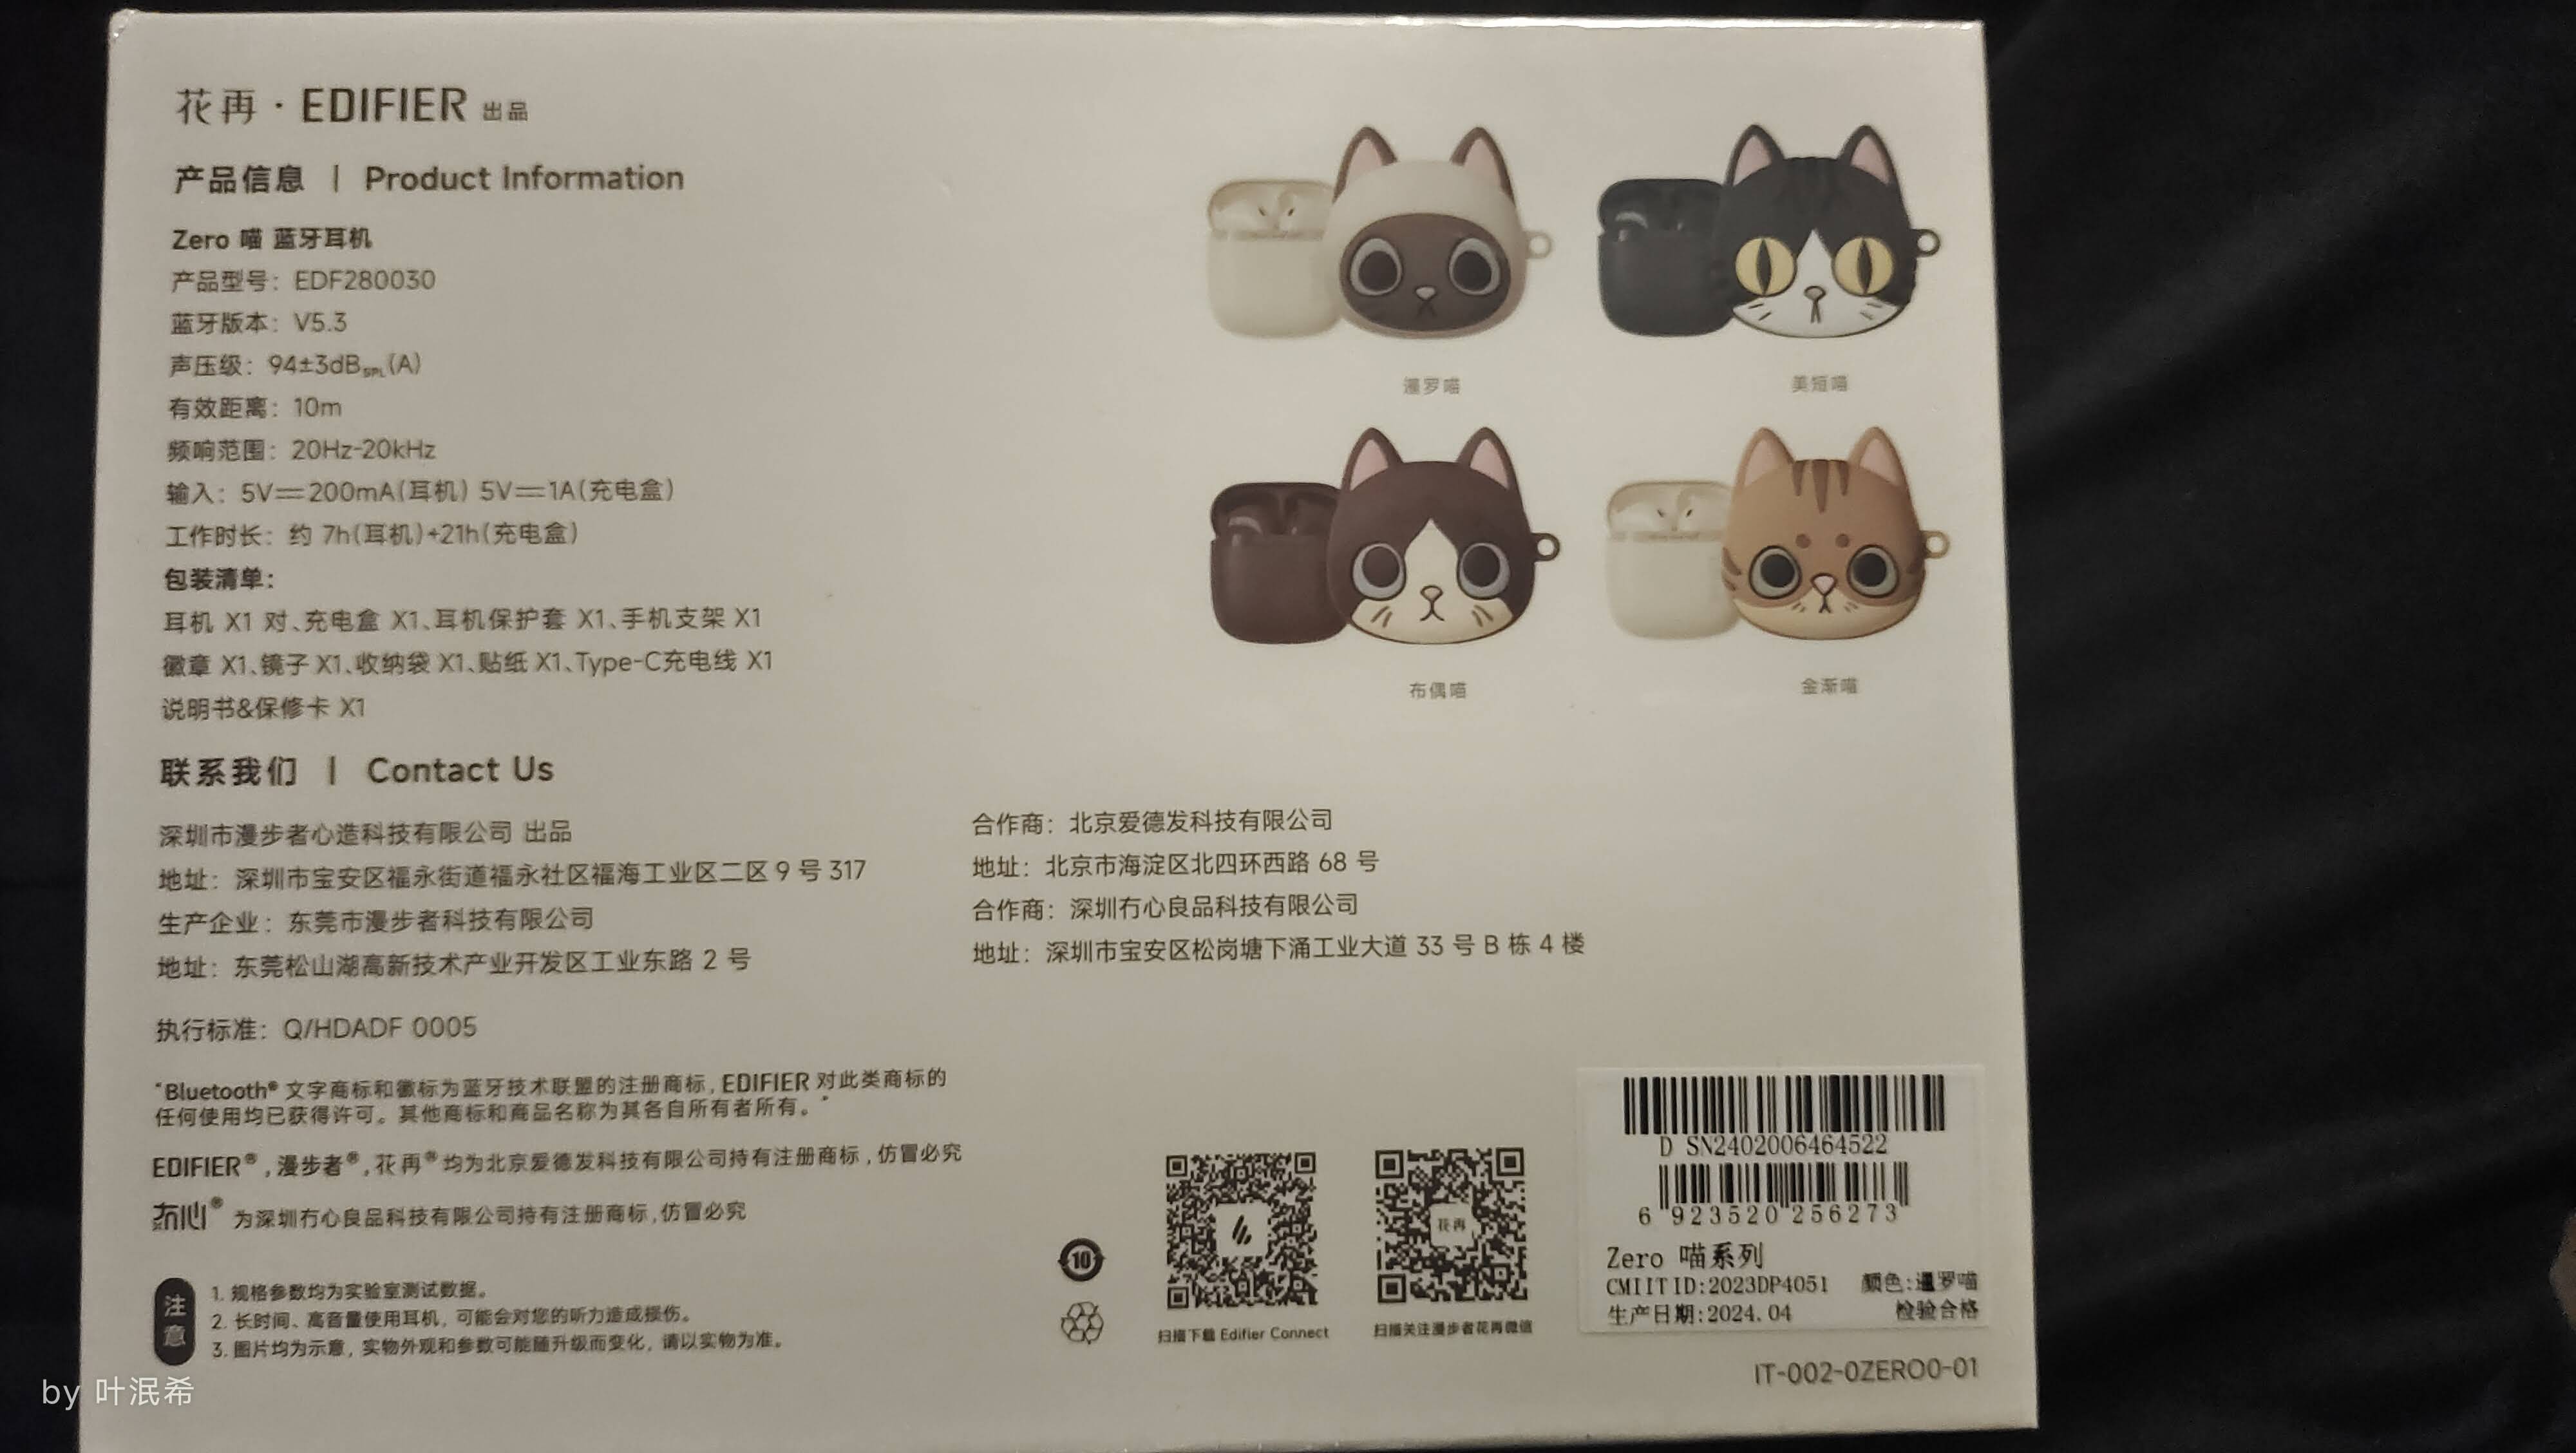 花再·EDIFIER 出品
产品信息 | Product Information
Zero 喵 蓝牙耳机
产品型号：EDF280030
蓝牙版本：V5.3
声压级：94±3dBSPL(A)
有效距离：10m
频响范围：20Hz-20kHz
输入：5V⎓200mA(耳机) 5V⎓1A(充电盒)
工作时长：约 7h(耳机)+21h(充电盒)
包装清单：
耳机 X1 对、充电盒 X1、耳机保护套 X1、手机支架 X1
徽章 X1、镜子 X1、收纳袋 X1、贴纸 X1、Type-C充电线 X1
说明书&保修卡 X1
暹罗喵
美短喵
布偶喵
金渐喵
联系我们 | Contact Us
深圳市漫步者心造科技有限公司 出品
地址：深圳市宝安区福永街道福永社区福海工业区二区 9 号 317
生产企业：东莞市漫步者科技有限公司
地址：东莞松山湖高新技术产业开发区工业东路 2 号
合作商：北京爱德发科技有限公司
地址：北京市海淀区北四环西路 68 号
合作商：深圳冇心良品科技有限公司
地址：深圳市宝安区松岗塘下涌工业大道 33 号 B 栋 4 楼
执行标准：Q/HDADF 0005
"Bluetooth® 文字商标和徽标为蓝牙技术联盟的注册商标，EDIFIER 对此类商标的
任何使用均已获得许可。其他商标和商品名称为其各自所有者所有。"
EDIFIER®，漫步者®，花再®均为北京爱德发科技有限公司持有注册商标，仿冒必究
冇心® 为深圳冇心良品科技有限公司持有注册商标，仿冒必究
注意
1. 规格参数均为实验室测试数据。
2. 长时间、高音量使用耳机，可能会对您的听力造成损伤。
3. 图片均为示意，实物外观和参数可能随升级而变化，请以实物为准。
10
花再
扫描下载 Edifier Connect
扫描关注漫步者花再微信
D SN2402006464522
6 923520 256273
Zero 喵系列
CMIIT ID:2023DP4051 颜色:暹罗喵
生产日期:2024.04 检验合格
IT-002-0ZERO0-01
by 叶泯希